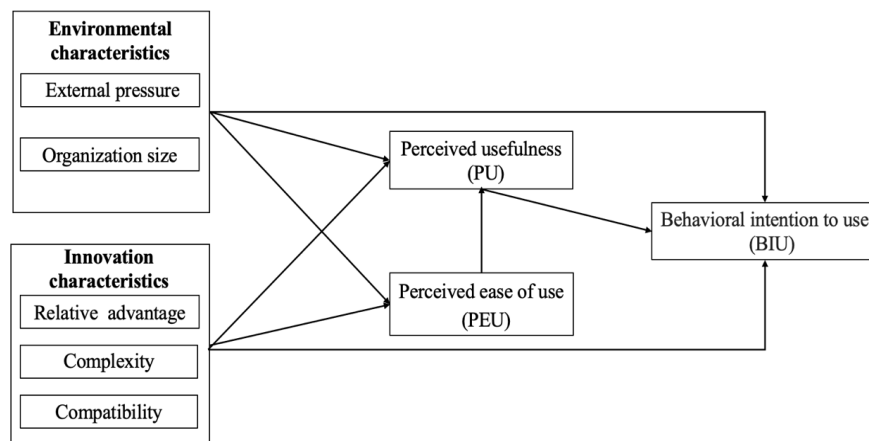 Environmental
characteristics
External pressure
Organization size
Innovation
characteristics
Relative advantage
Complexity
Compatibility
Perceived usefulness
(PU)
Perceived ease of use
(PEU)
Behavioral intention to use
(BIU)